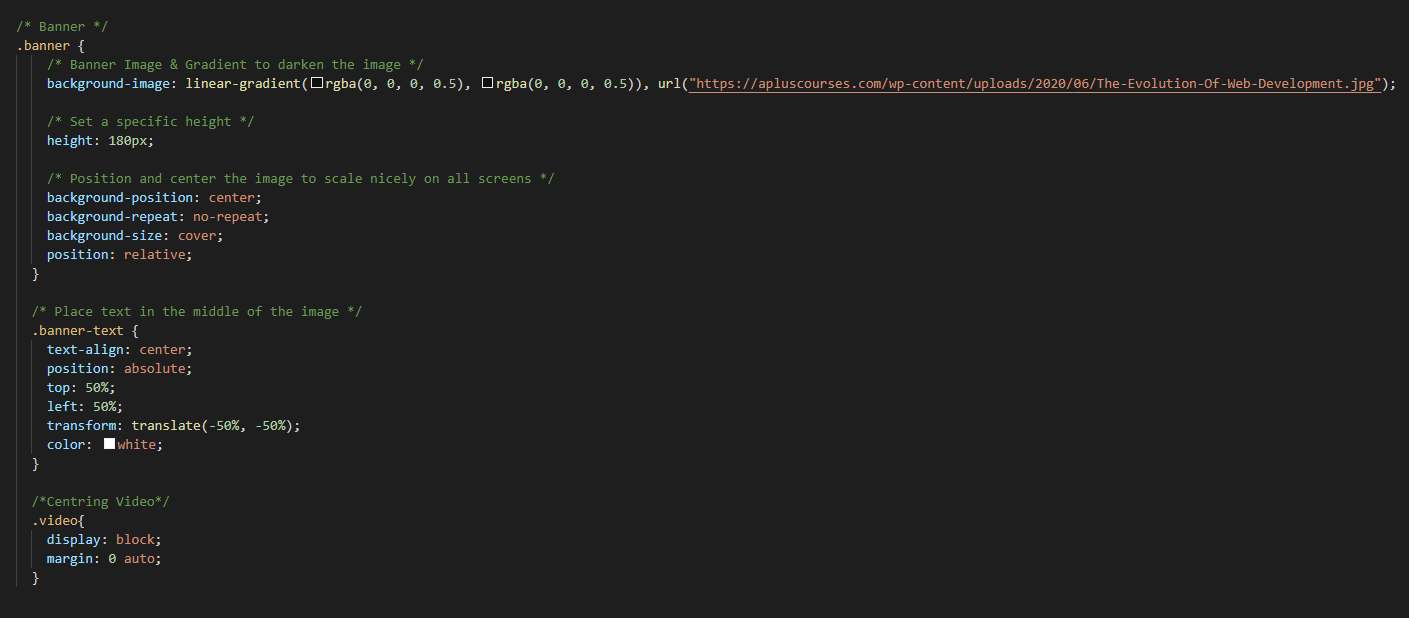 /* Banner */
.banner {
/* Banner Image & Gradient to darken the image */
background-image: linear-gradient(rgba(0, 0, 0, 0.5), rgba(0, 0, 0, 0.5)), url("https://apluscourses.com/wp-content/uploads/2020/06/The-Evolution-Of-Web-Development.jpg");
/* Set a specific height */
height: 180px;
/* Position and center the image to scale nicely on all screens */
background-position: center;
background-repeat: no-repeat;
background-size: cover;
position: relative;
}
/* Place text in the middle of the image */
.banner-text {
text-align: center;
position: absolute;
top: 50%;
left: 50%;
transform: translate(-50%, -50%);
color: white;
}
/*Centring Video*/
.video{
display: block;
margin: 0 auto;
}